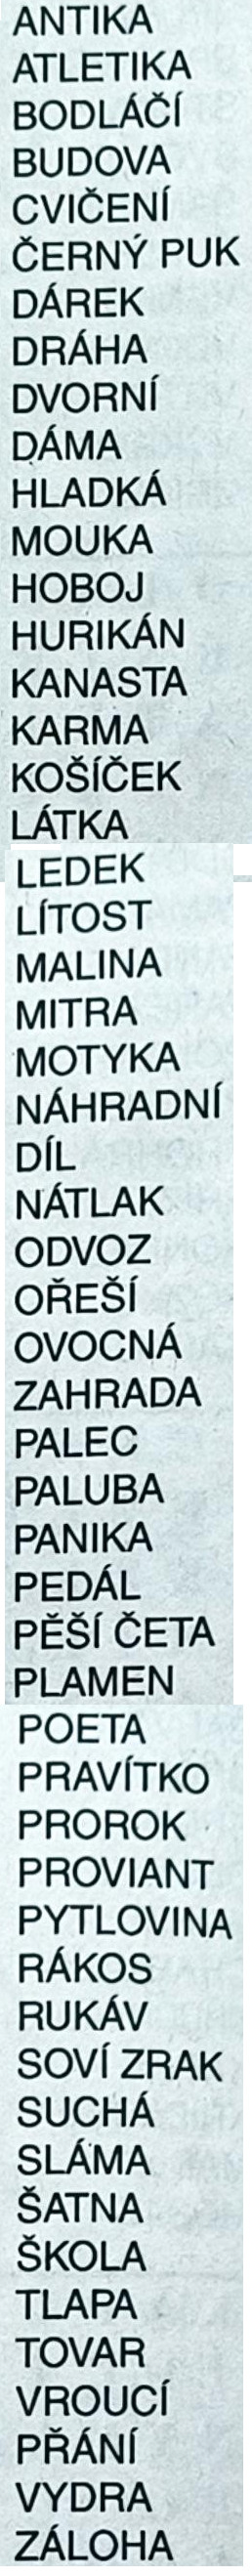 ANTIKA
ATLETIKA
BODLÁČÍ
BUDOVA
CVIČENÍ
ČERNÝ PUK
DÁREK
DRÁHA
DVORNÍ
DÁMA
HLADKÁ
MOUKA
HOBOJ
HURIKÁN
KANASTA
KARMA
KOŠÍČEK
LÁTKA
LEDEK
LÍTOST
MALINA
MITRA
MOTYKA
NÁHRADNÍ
DÍL
NÁTLAK
ODVOZ
OŘEŠÍ
OVOCNÁ
ZAHRADA
PALEC
PALUBA
PANIKA
PEDÁL
PĚŠÍ ČETA
PLAMEN
POETA
PRAVÍTKO
PROROK
PROVIANT
PYTLOVINA
RÁKOS
RUKÁV
SOVÍ ZRAK
SUCHÁ
SLÁMA
ŠATNA
ŠKOLA
TLAPA
TOVAR
VROUCÍ
PŘÁNÍ
VYDRA
ZÁLOHA